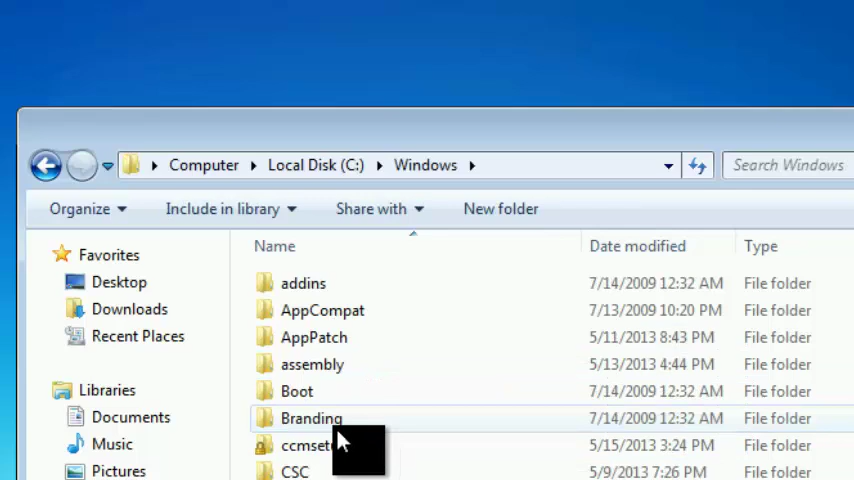 Computer Local Disk (C:) Windows Search Windows
Organize Include in library Share with New folder
Name Date modified Type
Favorites
Desktop
Downloads
Recent Places
Libraries
Documents
Music
Pictures
addins 7/14/2009 12:32 AM File folder
AppCompat 7/13/2009 10:20 PM File folder
AppPatch 5/11/2013 8:43 PM File folder
assembly 5/13/2013 4:44 PM File folder
Boot 7/14/2009 12:32 AM File folder
Branding 7/14/2009 12:32 AM File folder
5/15/2013 3:24 PM File folder
CSC 5/9/2013 7:26 PM File folder